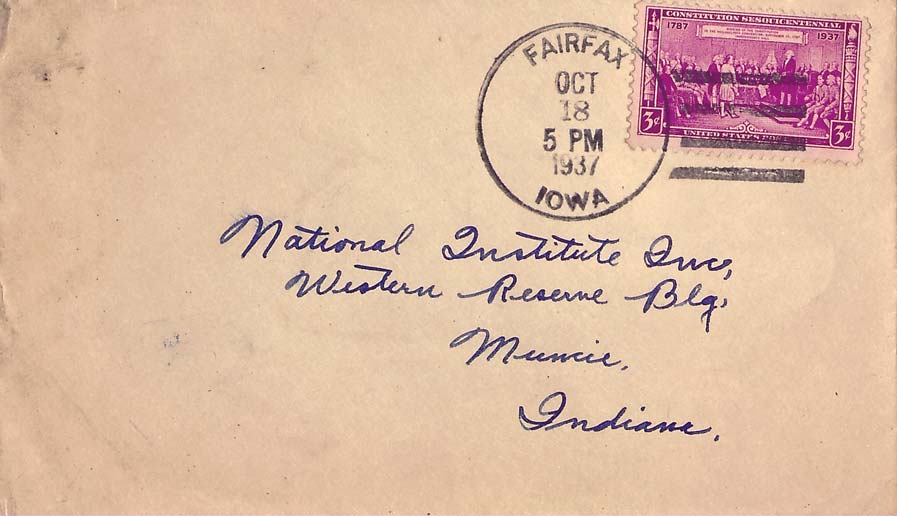 CONSTITUTION SESQUICENTENNIAL
1787 1937
3¢ 3¢
UNITED STATES
FAIRFAX
OCT
18
5 PM
1937
IOWA
National Institute Inc,
Western Reserve Blg.
Muncie,
Indiana.